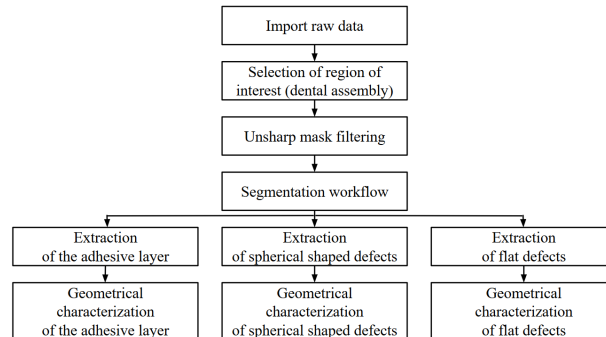 Import raw data
Selection of region of
interest (dental assembly)
Unsharp mask filtering
Segmentation workflow
Extraction
of the adhesive layer
Extraction
of spherical shaped defects
Extraction
of flat defects
Geometrical
characterization
of the adhesive layer
Geometrical
characterization
of spherical shaped defects
Geometrical
characterization
of flat defects